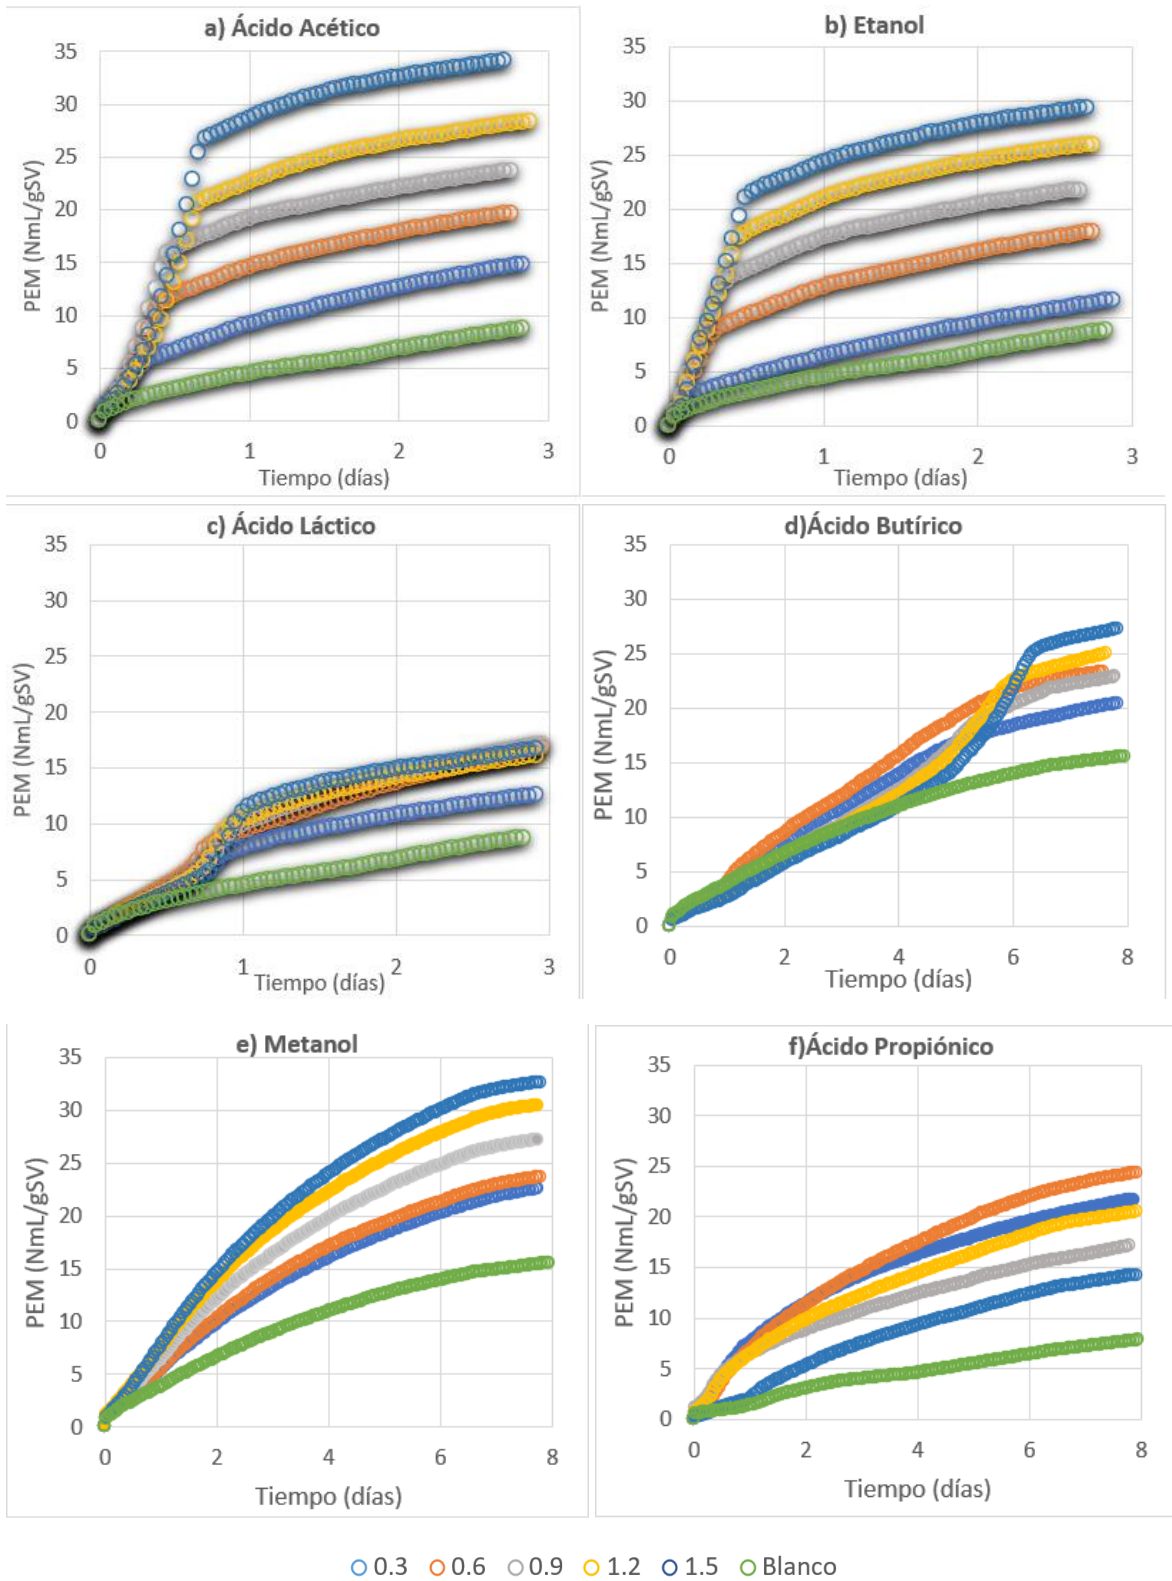 a) Ácido Acético
35
30
25
20
15
10
5
0
PEM (NmL/gSV)
0 1 2 3
Tiempo (días)
b) Etanol
35
30
25
20
15
10
5
0
PEM (NmL/gSV)
0 1 2 3
Tiempo (días)
c) Ácido Láctico
35
30
25
20
15
10
5
0
PEM (NmL/gSV)
0 1 2 3
Tiempo (días)
d)Ácido Butírico
35
30
25
20
15
10
5
0
PEM (NmL/gSV)
0 2 4 6 8
Tiempo (días)
e) Metanol
35
30
25
20
15
10
5
0
PEM (NmL/gSV)
0 2 4 6 8
Tiempo (días)
f)Ácido Propiónico
35
30
25
20
15
10
5
0
PEM (NmL/gSV)
0 2 4 6 8
Tiempo (días)
0.3 0.6 0.9 1.2 1.5 Blanco